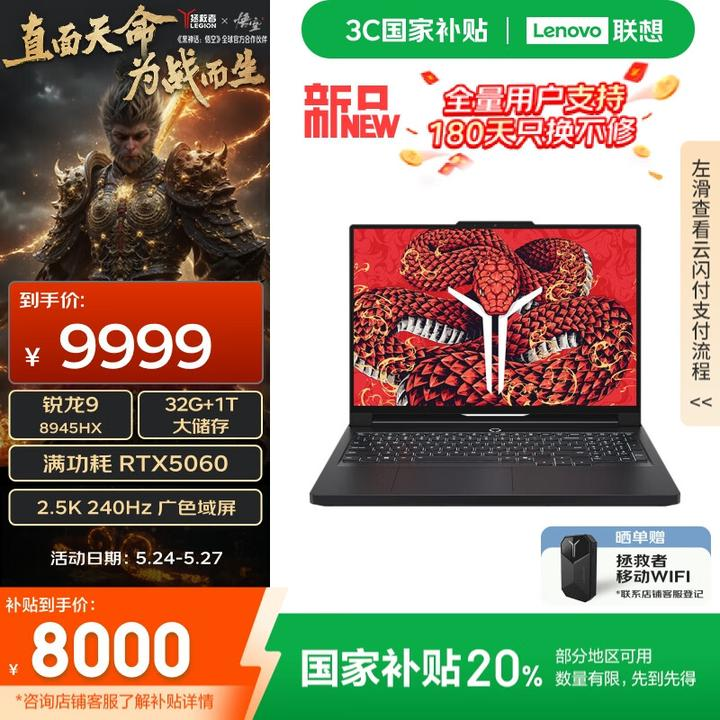 直面天命
为战而生
拯救者
LEGION
×
悟空
《黑神话：悟空》全球官方合作伙伴
3C国家补贴
Lenovo 联想
新品
NEW
全量用户支持
180天只换不修
左滑查看云闪付支付流程
<<
到手价:
¥ 9999
锐龙9
8945HX
32G+1T
大储存
满功耗 RTX5060
2.5K 240Hz 广色域屏
活动日期：5.24-5.27
晒单赠
拯救者
移动WIFI
*联系店铺客服登记
补贴到手价：
¥ 8000
*咨询店铺客服了解补贴详情
国家补贴20%
部分地区可用
数量有限，先到先得